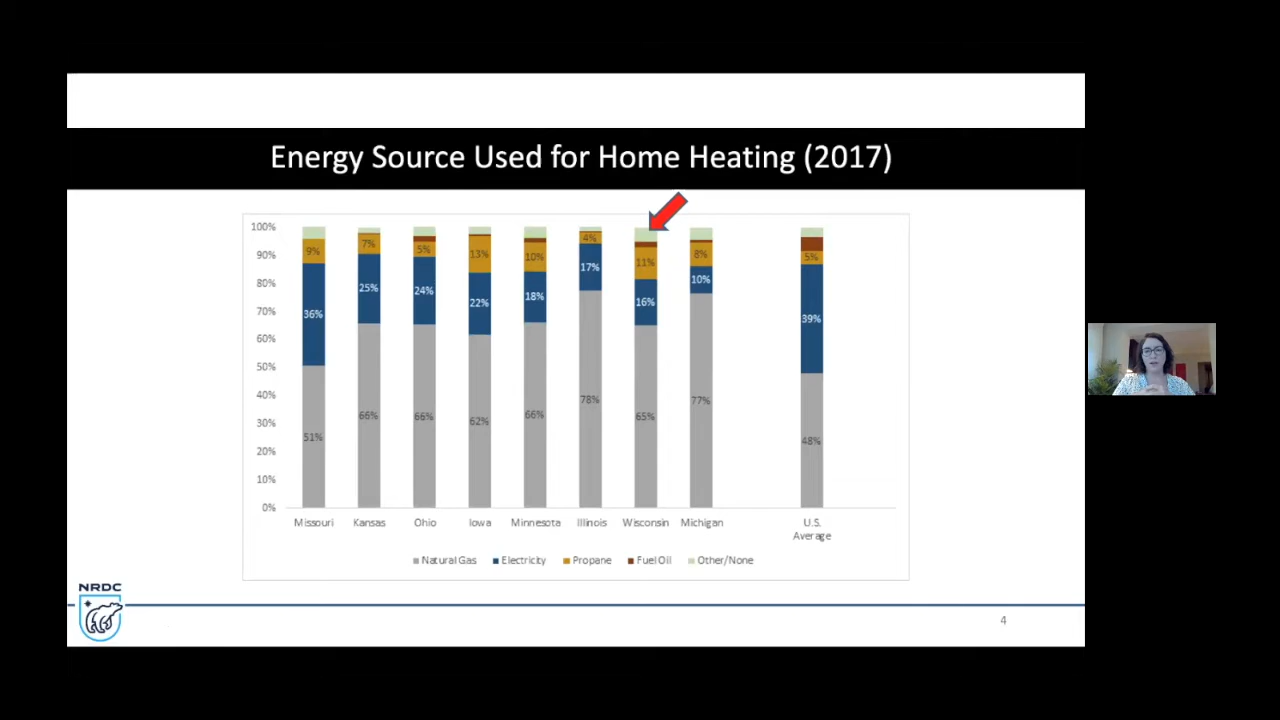 Energy Source Used for Home Heating (2017)
100%
90%
80%
70%
60%
50%
40%
30%
20%
10%
0%
9% 7% 5% 13% 10% 4% 11% 8% 5%
36% 25% 24% 22% 18% 17% 16% 10% 39%
51% 66% 66% 62% 66% 78% 65% 77% 48%
Missouri Kansas Ohio Iowa Minnesota Illinois Wisconsin Michigan U.S. Average
Natural Gas Electricity Propane Fuel Oil Other/None
NRDC
4